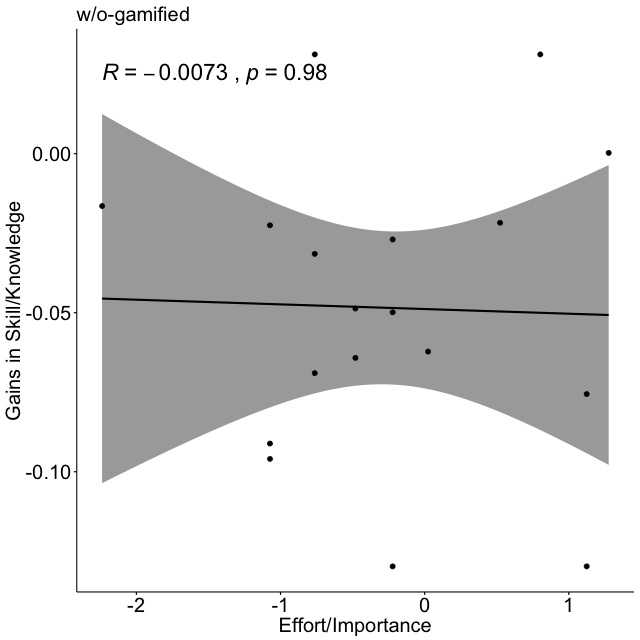 w/o-gamified
R = −0.0073 , p = 0.98
0.00
-0.05
-0.10
Gains in Skill/Knowledge
-2 -1 0 1
Effort/Importance